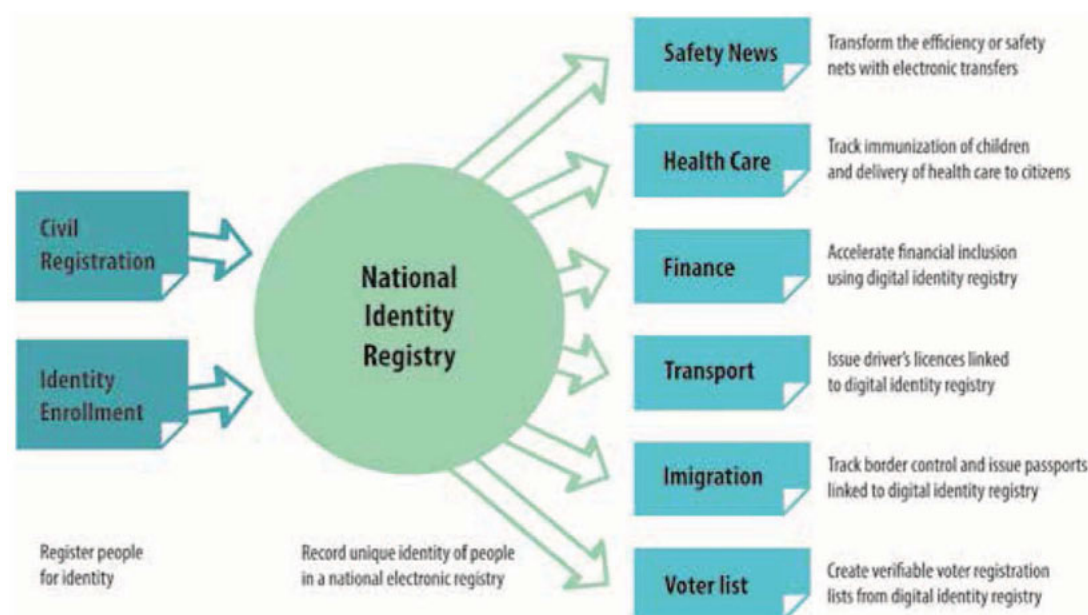 Civil
Registration
Identity
Enrollment
Register people
for identity
National
Identity
Registry
Record unique identity of people
in a national electronic registry
Safety News
Transform the efficiency or safety
nets with electronic transfers
Health Care
Track immunization of children
and delivery of health care to citizens
Finance
Accelerate financial inclusion
using digital identity registry
Transport
Issue driver's licences linked
to digital identity registry
Imigration
Track border control and issue passports
linked to digital identity registry
Voter list
Create verifiable voter registration
lists from digital identity registry